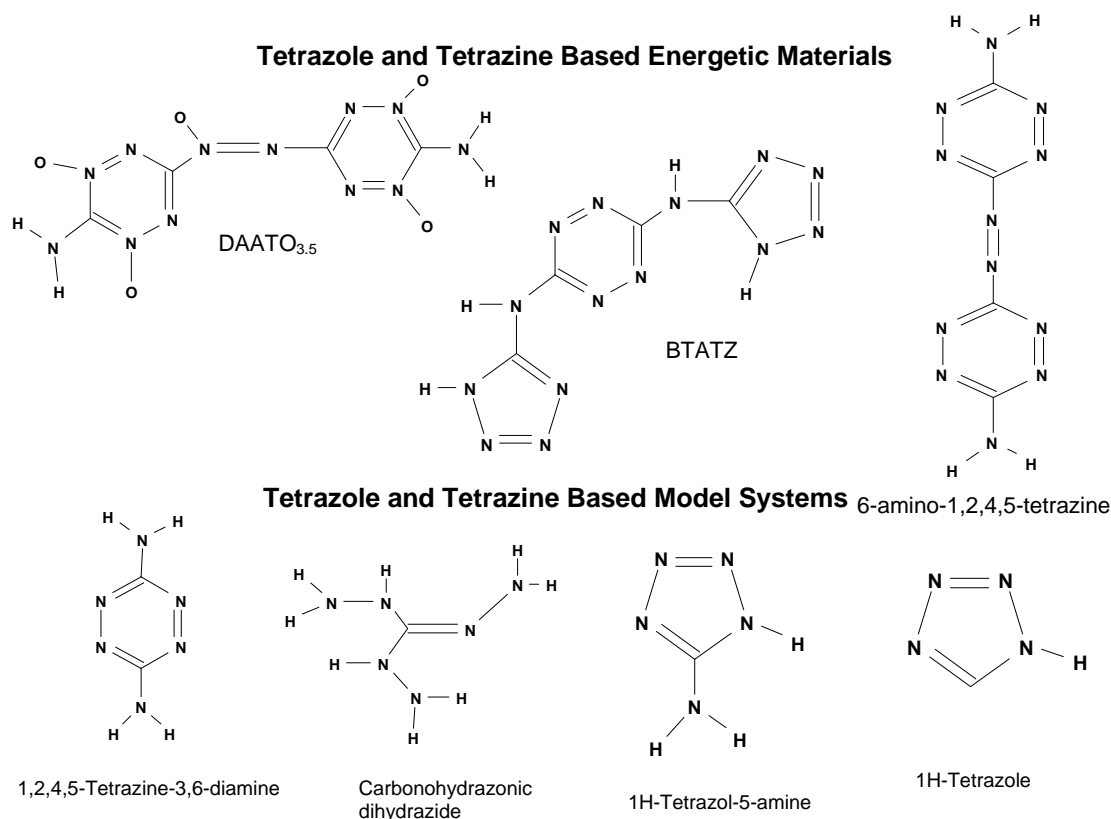 Tetrazole and Tetrazine Based Energetic Materials
DAATO3.5
BTATZ
6-amino-1,2,4,5-tetrazine
Tetrazole and Tetrazine Based Model Systems
1,2,4,5-Tetrazine-3,6-diamine
Carbonohydrazonic
dihydrazide
1H-Tetrazol-5-amine
1H-Tetrazole